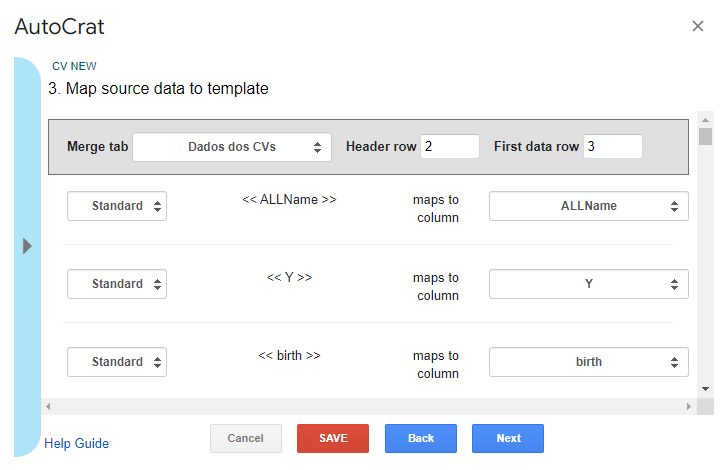 AutoCrat
CV NEW
3. Map source data to template
Merge tab Dados dos CVs Header row 2 First data row 3
Standard << ALLName >> maps to column ALLName
Standard << Y >> maps to column Y
Standard << birth >> maps to column birth
Help Guide Cancel SAVE Back Next